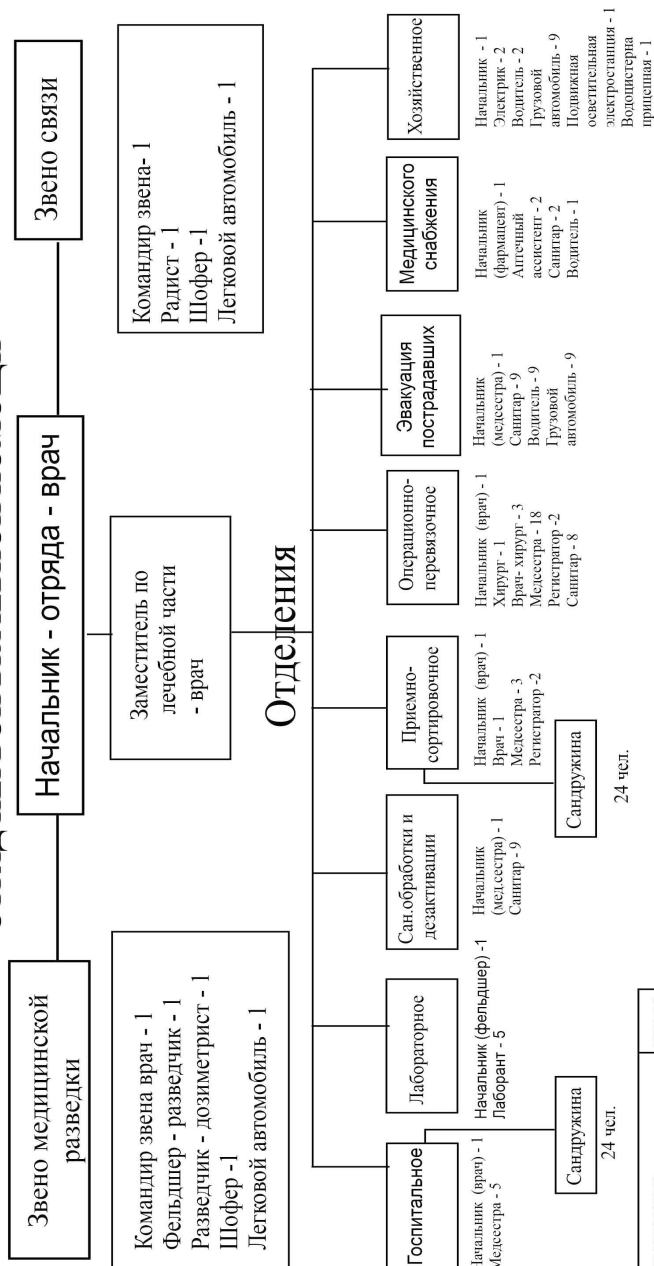 Звено медицинской
разведки
Начальник - отряда - врач
Звено связи
Командир звена врач - 1
Фельдшер - разведчик - 1
Разведчик - дозиметрист - 1
Шофер -1
Легковой автомобиль - 1
Заместитель по
лечебной части
- врач
Командир звена- 1
Радист - 1
Шофер -1
Легковой автомобиль - 1
Отделения
Госпитальное
Начальник (врач) - 1
Медсестра - 5
Сандружина
24 чел.
Лабораторное
Начальник (фельдшер) -1
Лаборант - 5
Сан.обработки и
дезактивации
Начальник
(мед.сестра) - 1
Санитар - 9
Приемно-
сортировочное
Начальник (врач) - 1
Врач - 1
Медсестра - 3
Регистратор -2
Сандружина
24 чел.
Операционно-
перевязочное
Начальник (врач) - 1
Хирург - 1
Врач- хирург - 3
Медсестра - 18
Регистратор -2
Санитар - 8
Эвакуация
пострадавших
Начальник
(медсестра) - 1
Санитар - 9
Водитель - 9
Грузовой
автомобиль - 9
Медицинского
снабжения
Начальник
(фармацевт) - 1
Аптечный
ассистент - 2
Санитар - 2
Водитель - 1
Хозяйственное
Начальник - 1
Электрик - 2
Водитель - 2
Грузовой
автомобиль - 9
Подвижная
осветительная
электростанция - 1
Водоцистерна
прицепная - 1